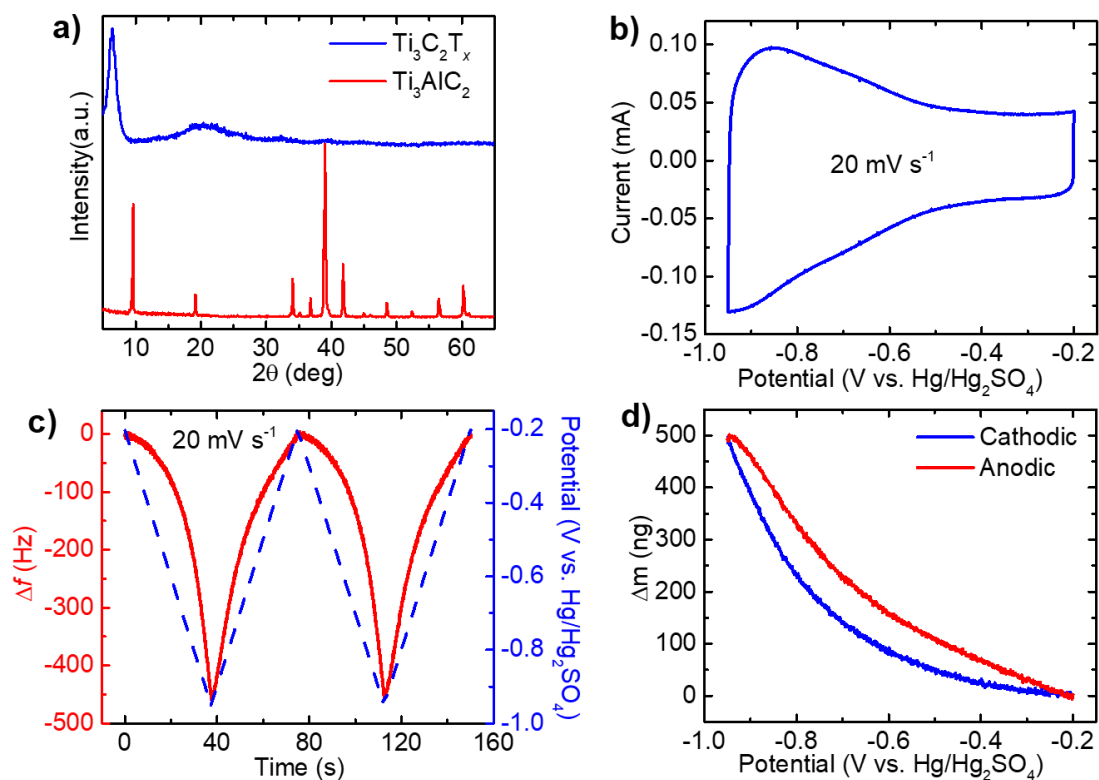 a)
Ti₃C₂Tₓ
Ti₃AlC₂
Intensity(a.u.)
10 20 30 40 50 60
2θ (deg)
b)
0.10
0.05
0.00
-0.05
-0.10
-0.15
Current (mA)
20 mV s⁻¹
-1.0 -0.8 -0.6 -0.4 -0.2
Potential (V vs. Hg/Hg₂SO₄)
c)
20 mV s⁻¹
0
-100
-200
-300
-400
-500
Δf (Hz)
-0.2
-0.4
-0.6
-0.8
-1.0
Potential (V vs. Hg/Hg₂SO₄)
0 40 80 120 160
Time (s)
d)
Cathodic
Anodic
500
400
300
200
100
0
Δm (ng)
-1.0 -0.8 -0.6 -0.4 -0.2
Potential (V vs. Hg/Hg₂SO₄)